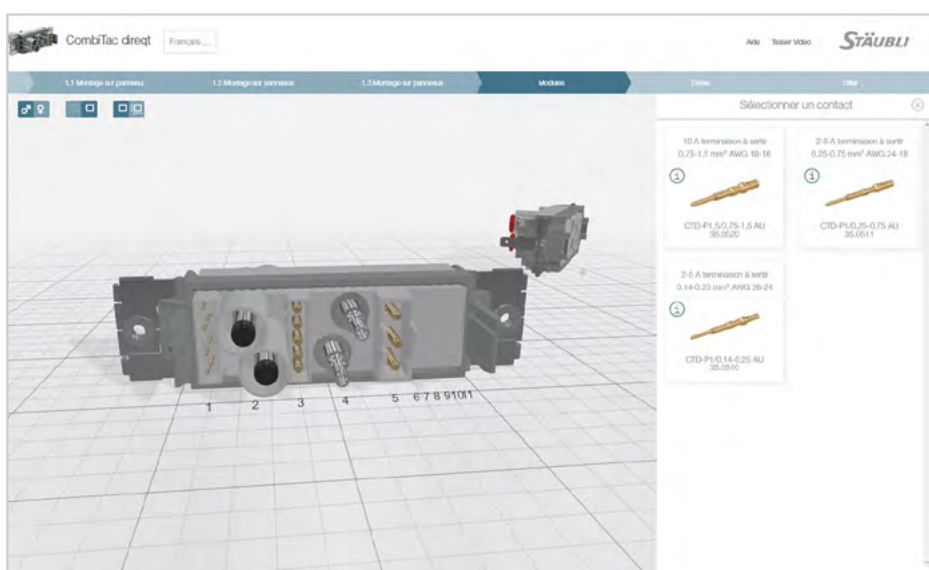 CombiTac direqt
Français
Aide
Teaser Video
STÄUBLI
1.1 Montage sur panneau
1.2 Montage sur panneaux
1.3 Montage sur panneaux
Modules
Offer
Sélectionner un contact
10 A terminaison à sertir
0,75-1,5 mm² AWG 18-16
CTD-P1,5/0,75-1,5 AU
35.0520
2-5 A terminaison à sertir
0,25-0,75 mm² AWG 24-18
CTD-P1/0,25-0,75 AU
35.0511
2-5 A terminaison à sertir
0,14-0,25 mm² AWG 26-24
CTD-P1/0,14-0,25 AU
35.0510
1 2 3 4 5 6 7 8 9 10 11